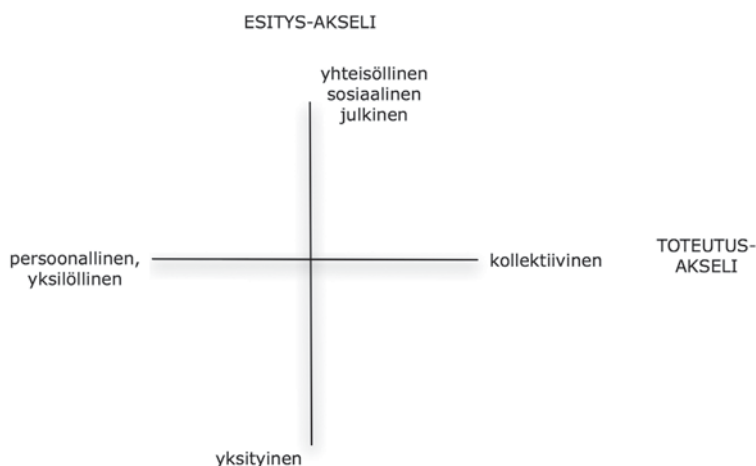 ESITYS-AKSELI
yhteisöllinen
sosiaalinen
julkinen
persoonallinen,
yksilöllinen
kollektiivinen
TOTEUTUS-
AKSELI
yksityinen